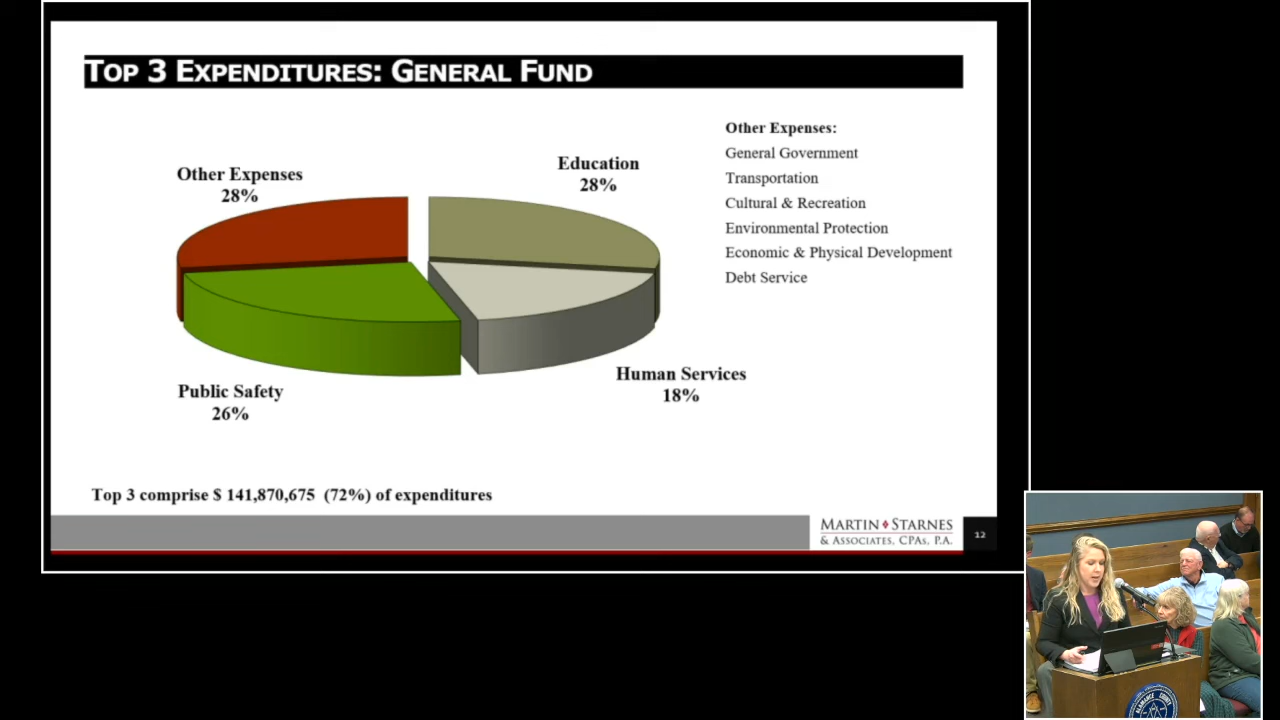 TOP 3 EXPENDITURES: GENERAL FUND
Other Expenses
28%
Education
28%
Other Expenses:
General Government
Transportation
Cultural & Recreation
Environmental Protection
Economic & Physical Development
Debt Service
Public Safety
26%
Human Services
18%
Top 3 comprise $ 141,870,675 (72%) of expenditures
MARTIN STARNES
& ASSOCIATES, CPAS, P.A.
12
ALAMANCE COUNTY